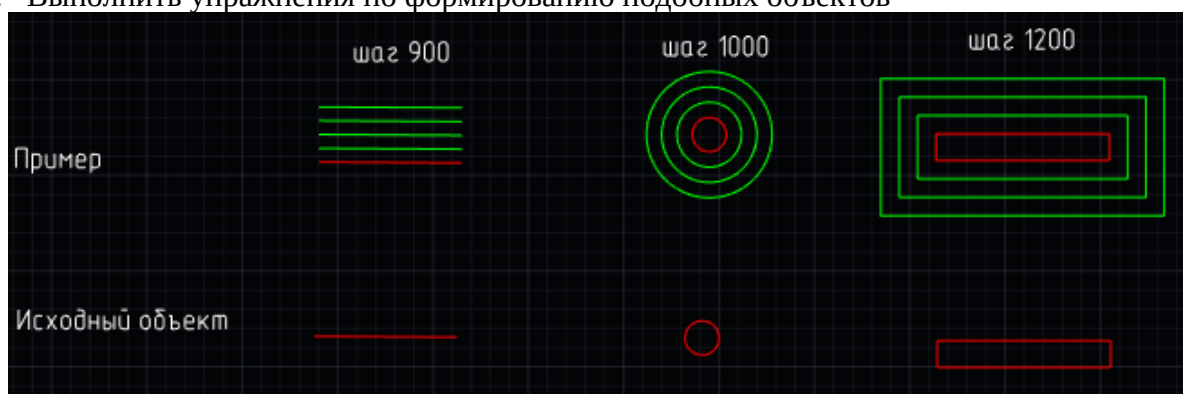 Выполнить упражнения по формированию подобных объектов
шаг 900 шаг 1000 шаг 1200
Пример
Исходный объект